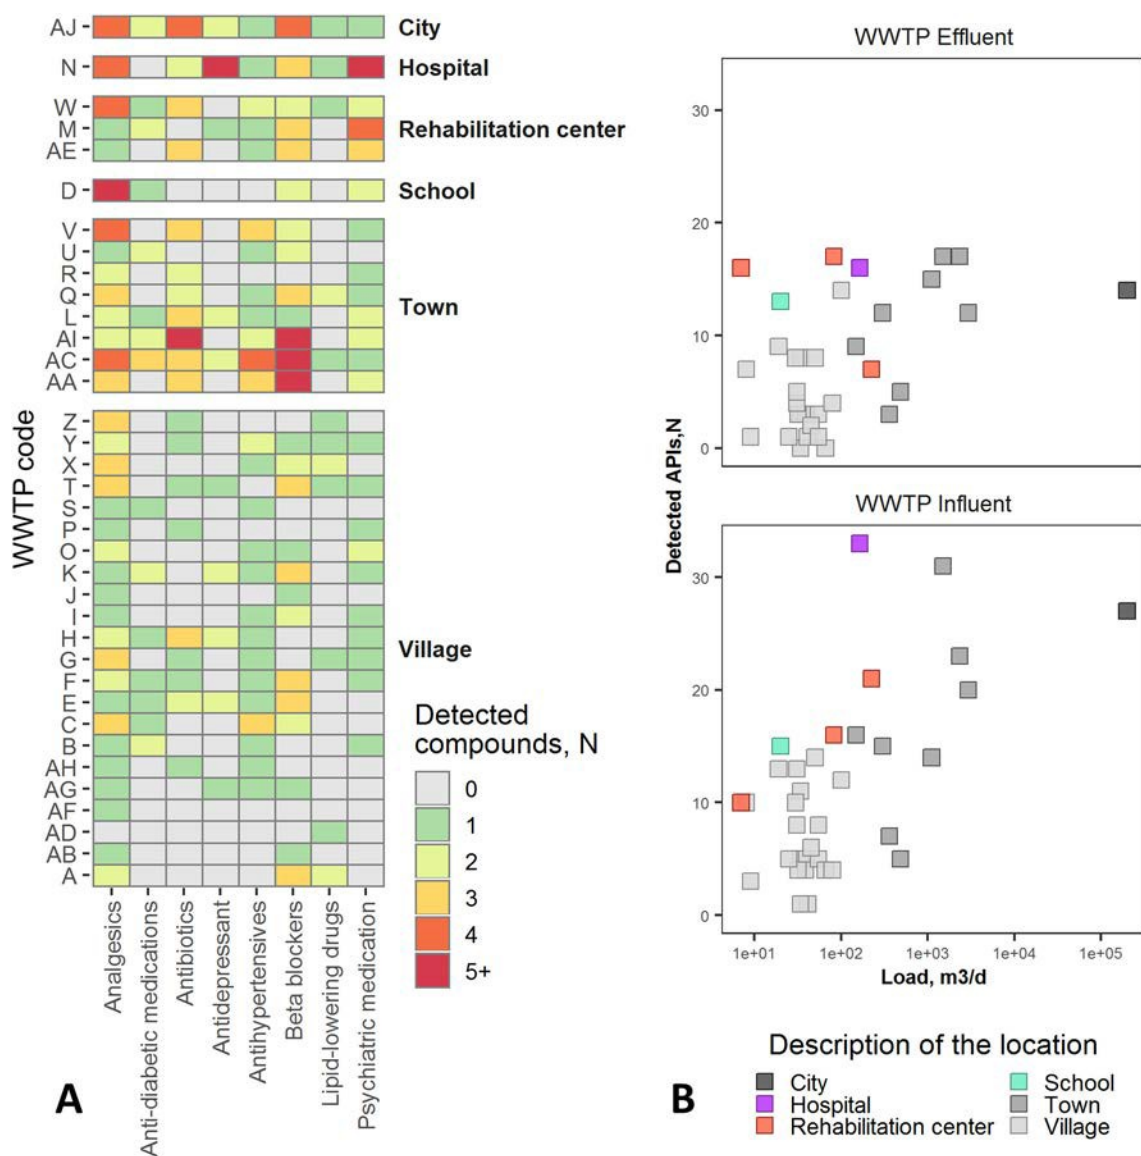 AJ
City
N
Hospital
W
M
AE
Rehabilitation center
D
School
V
U
R
Q
L
AI
AC
AA
Town
Z
Y
X
T
S
P
O
K
J
I
H
G
F
E
C
B
AH
AG
AF
AD
AB
A
Village
WWTP code
Analgesics
Anti-diabetic medications
Antibiotics
Antidepressant
Antihypertensives
Beta blockers
Lipid-lowering drugs
Psychiatric medication
Detected
compounds, N
0
1
2
3
4
5+
A
WWTP Effluent
30
20
10
0
Detected APIs,N
WWTP Influent
30
20
10
0
1e+01 1e+02 1e+03 1e+04 1e+05
Load, m3/d
Description of the location
City
Hospital
Rehabilitation center
School
Town
Village
B